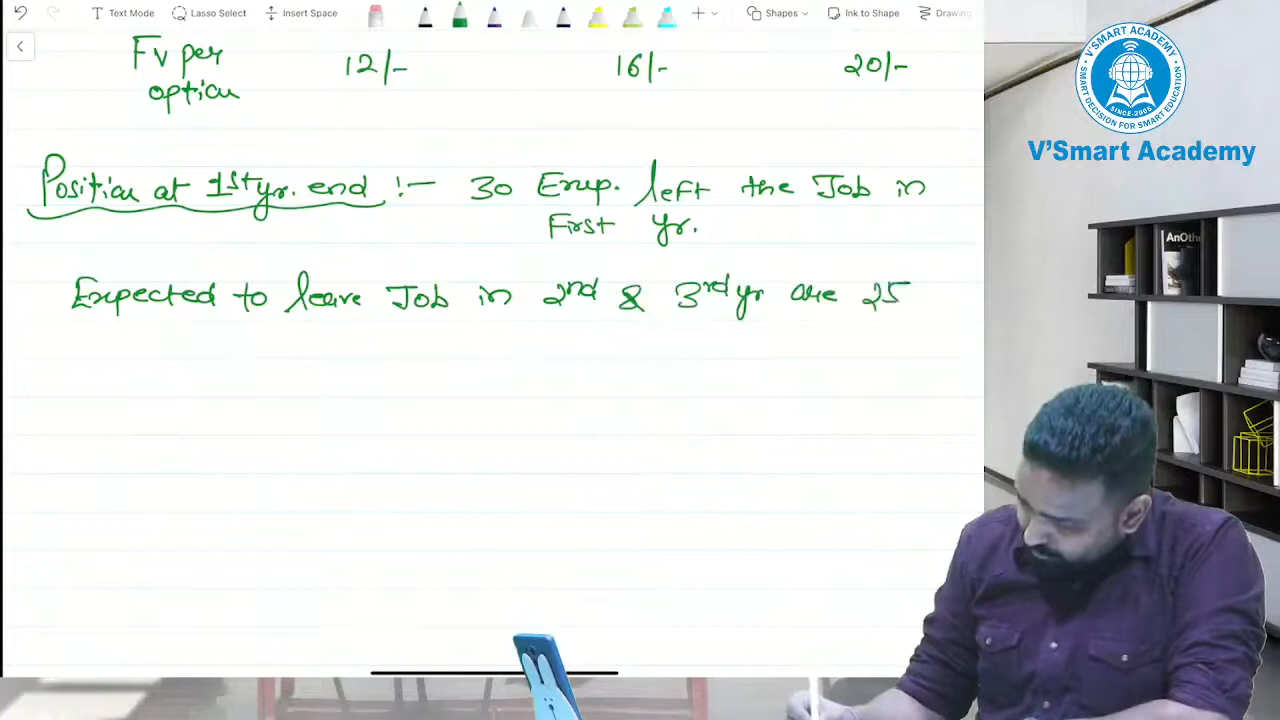 Text Mode Lasso Select Insert Space Shapes Ink to Shape Drawing
Fv per 12/- 16/- 20/-
option
Position at 1st yr. end :- 30 Emp. left the Job in
First Yr.
Expected to leave Job in 2nd & 3rd yr are 25
V'SMART ACADEMY
SINCE-2005
SMART DECISION FOR SMART EDUCATION
V'Smart Academy
AnOthe